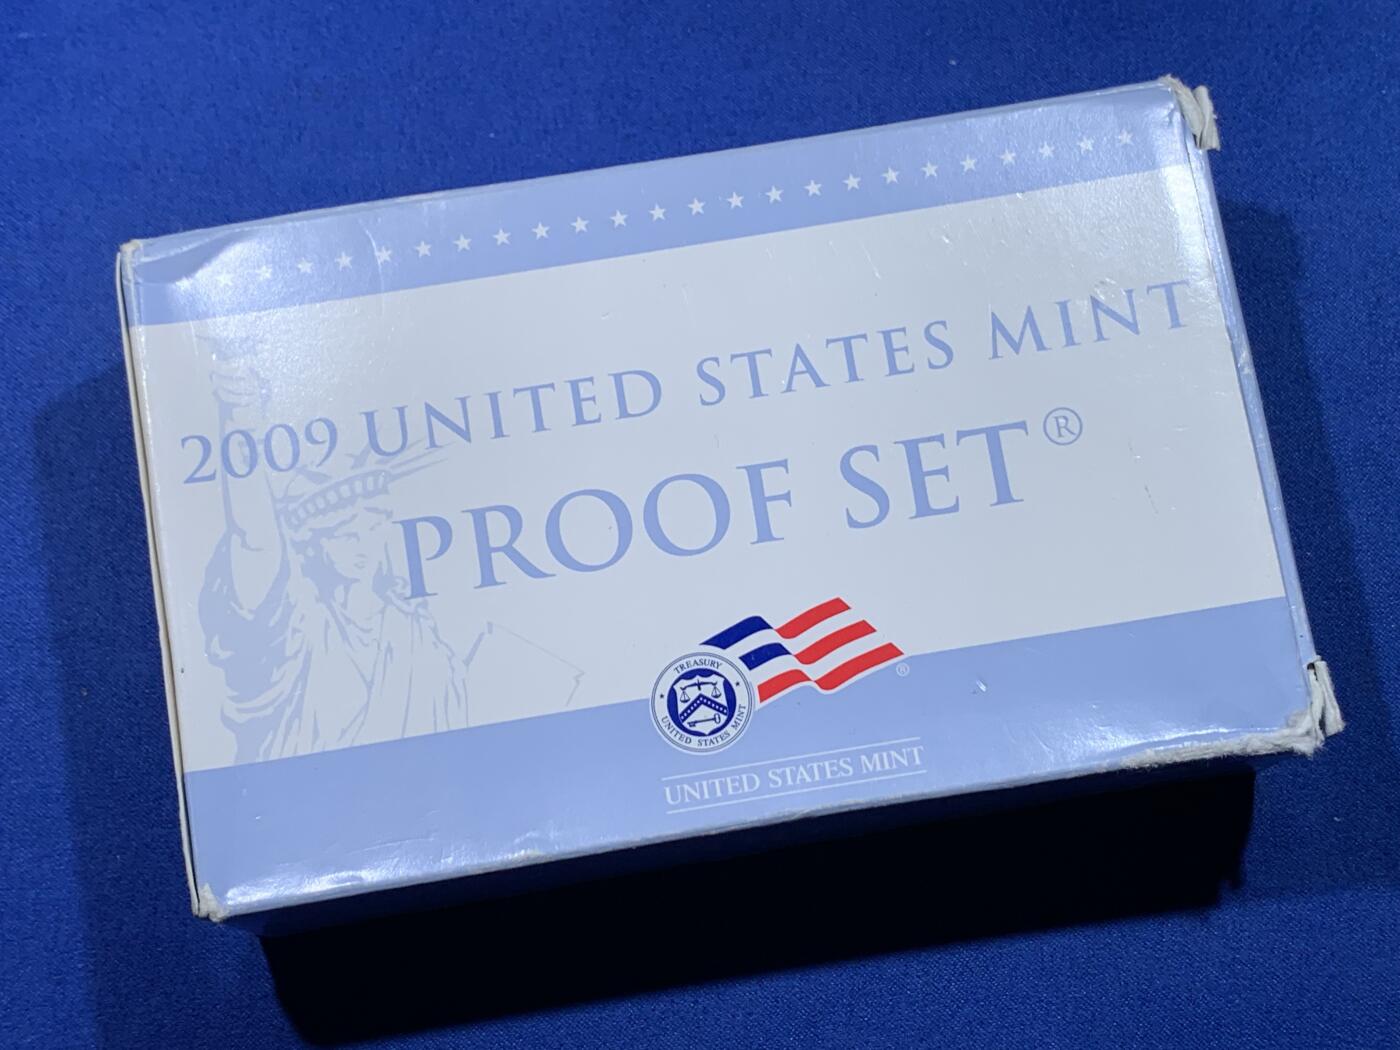 2009 UNITED STATES MINT
PROOF SET®
TREASURY
UNITED STATES MINT
®
UNITED STATES MINT